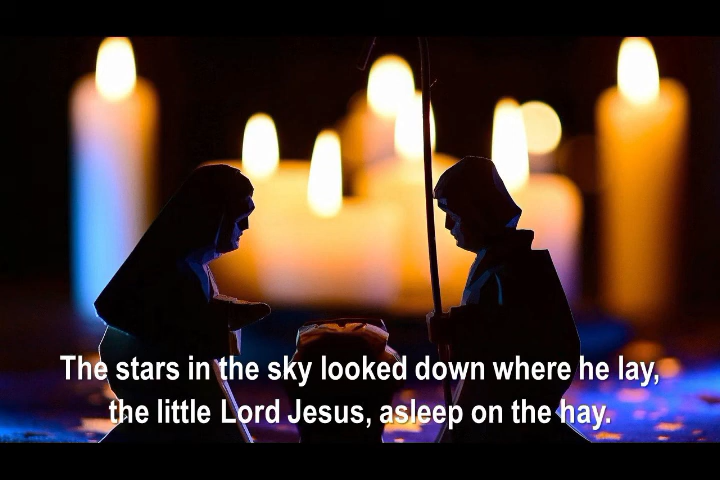 The stars in the sky looked down where he lay,
the little Lord Jesus, asleep on the hay.